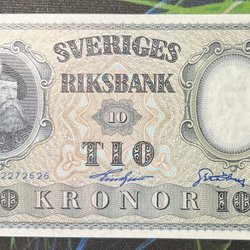 SVERIGES
RIKSBANK
10
2272626
TIO
KRONOR